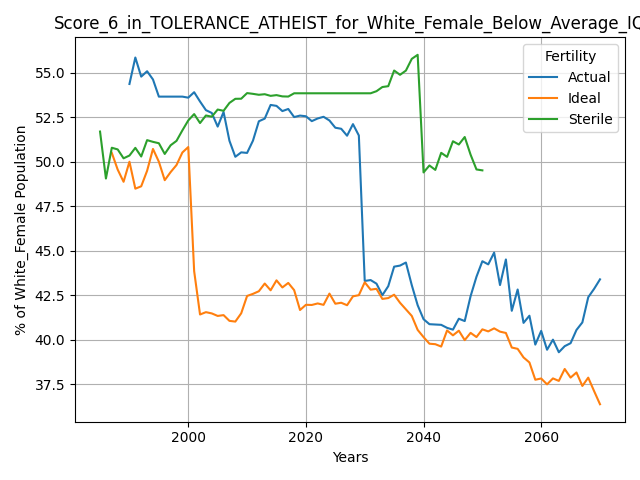 Score_6_in_TOLERANCE_ATHEIST_for_White_Female_Below_Average_IQ
Fertility
Actual
Ideal
Sterile
% of White_Female Population
55.0
52.5
50.0
47.5
45.0
42.5
40.0
37.5
2000
2020
2040
2060
Years